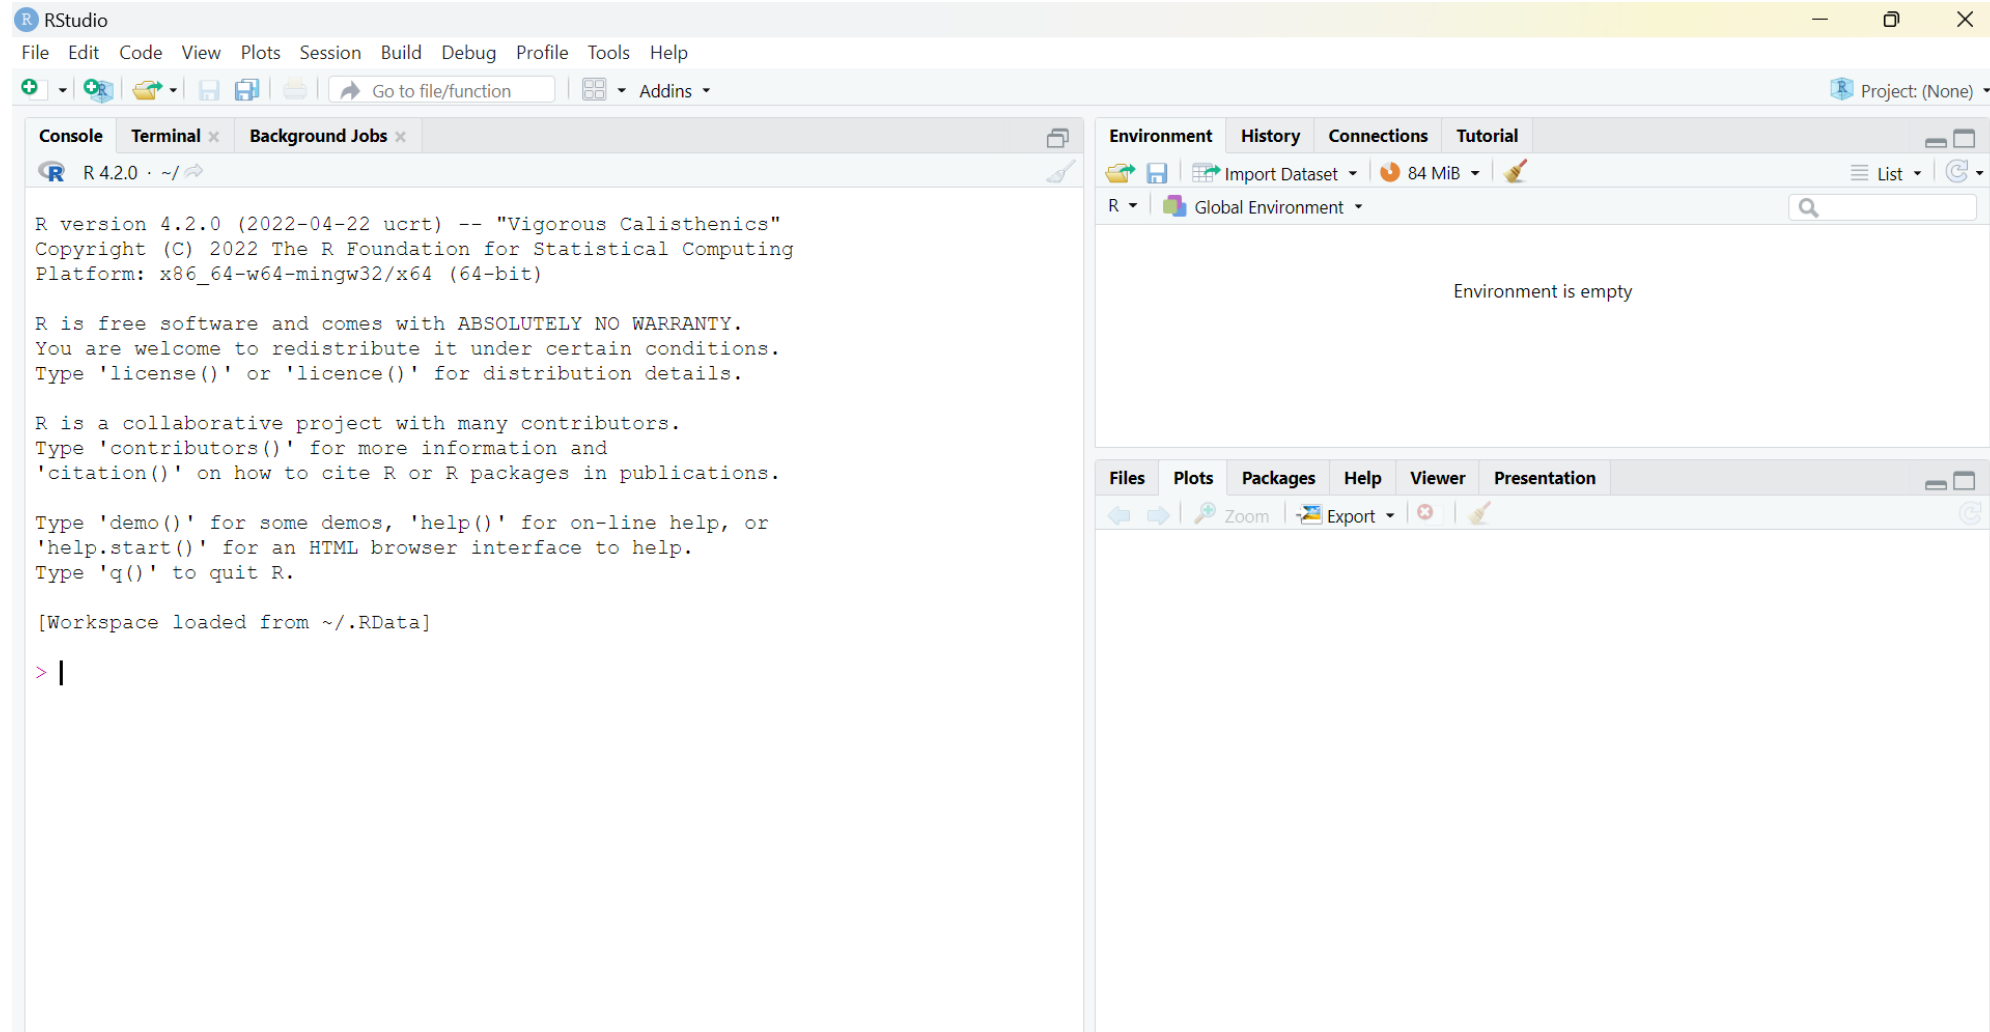 R RStudio
File Edit Code View Plots Session Build Debug Profile Tools Help
Go to file/function Addins Project: (None)
Console Terminal Background Jobs
R 4.2.0 · ~/
R version 4.2.0 (2022-04-22 ucrt) -- "Vigorous Calisthenics"
Copyright (C) 2022 The R Foundation for Statistical Computing
Platform: x86_64-w64-mingw32/x64 (64-bit)
R is free software and comes with ABSOLUTELY NO WARRANTY.
You are welcome to redistribute it under certain conditions.
Type 'license()' or 'licence()' for distribution details.
R is a collaborative project with many contributors.
Type 'contributors()' for more information and
'citation()' on how to cite R or R packages in publications.
Type 'demo()' for some demos, 'help()' for on-line help, or
'help.start()' for an HTML browser interface to help.
Type 'q()' to quit R.
[Workspace loaded from ~/.RData]
>
Environment History Connections Tutorial
Import Dataset 84 MiB List
R Global Environment
Environment is empty
Files Plots Packages Help Viewer Presentation
Zoom Export